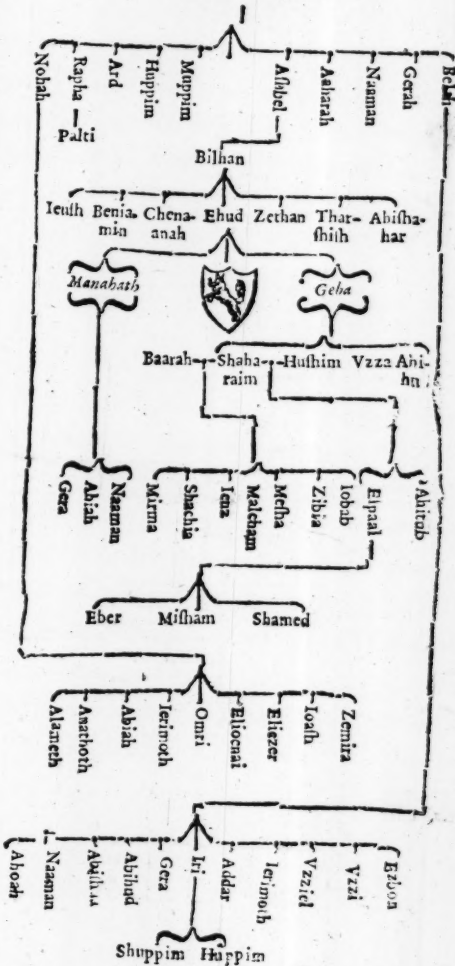 Nohah
Rapha
Ard
Huppim
Muppim
Aſhbel
Aaharah
Naaman
Gerah
Belah
Palti
Bilhan
Ieuſh Benia- Chena- Ehud Zethan Thar- Abiſha-
min anah ſhiſh har
Manahath
Geba
Baarah Shaha- Huſhim Vzza Ahi-
raim hu
Gera
Ahiah
Naaman
Mirma
Shachia
Ieuz
Malcham
Meſha
Zibia
Iobab
Elpaal
Ahitub
Eber Miſham Shamed
Alameth
Anathoth
Abiah
Ierimoth
Omri
Elioenai
Eliezer
Ioaſh
Zemira
Ahoah
Naaman
Abiſhua
Abihud
Gera
Iri
Addar
Ierimoth
Vzziel
Vzzi
Ezbon
Shuppim Huppim